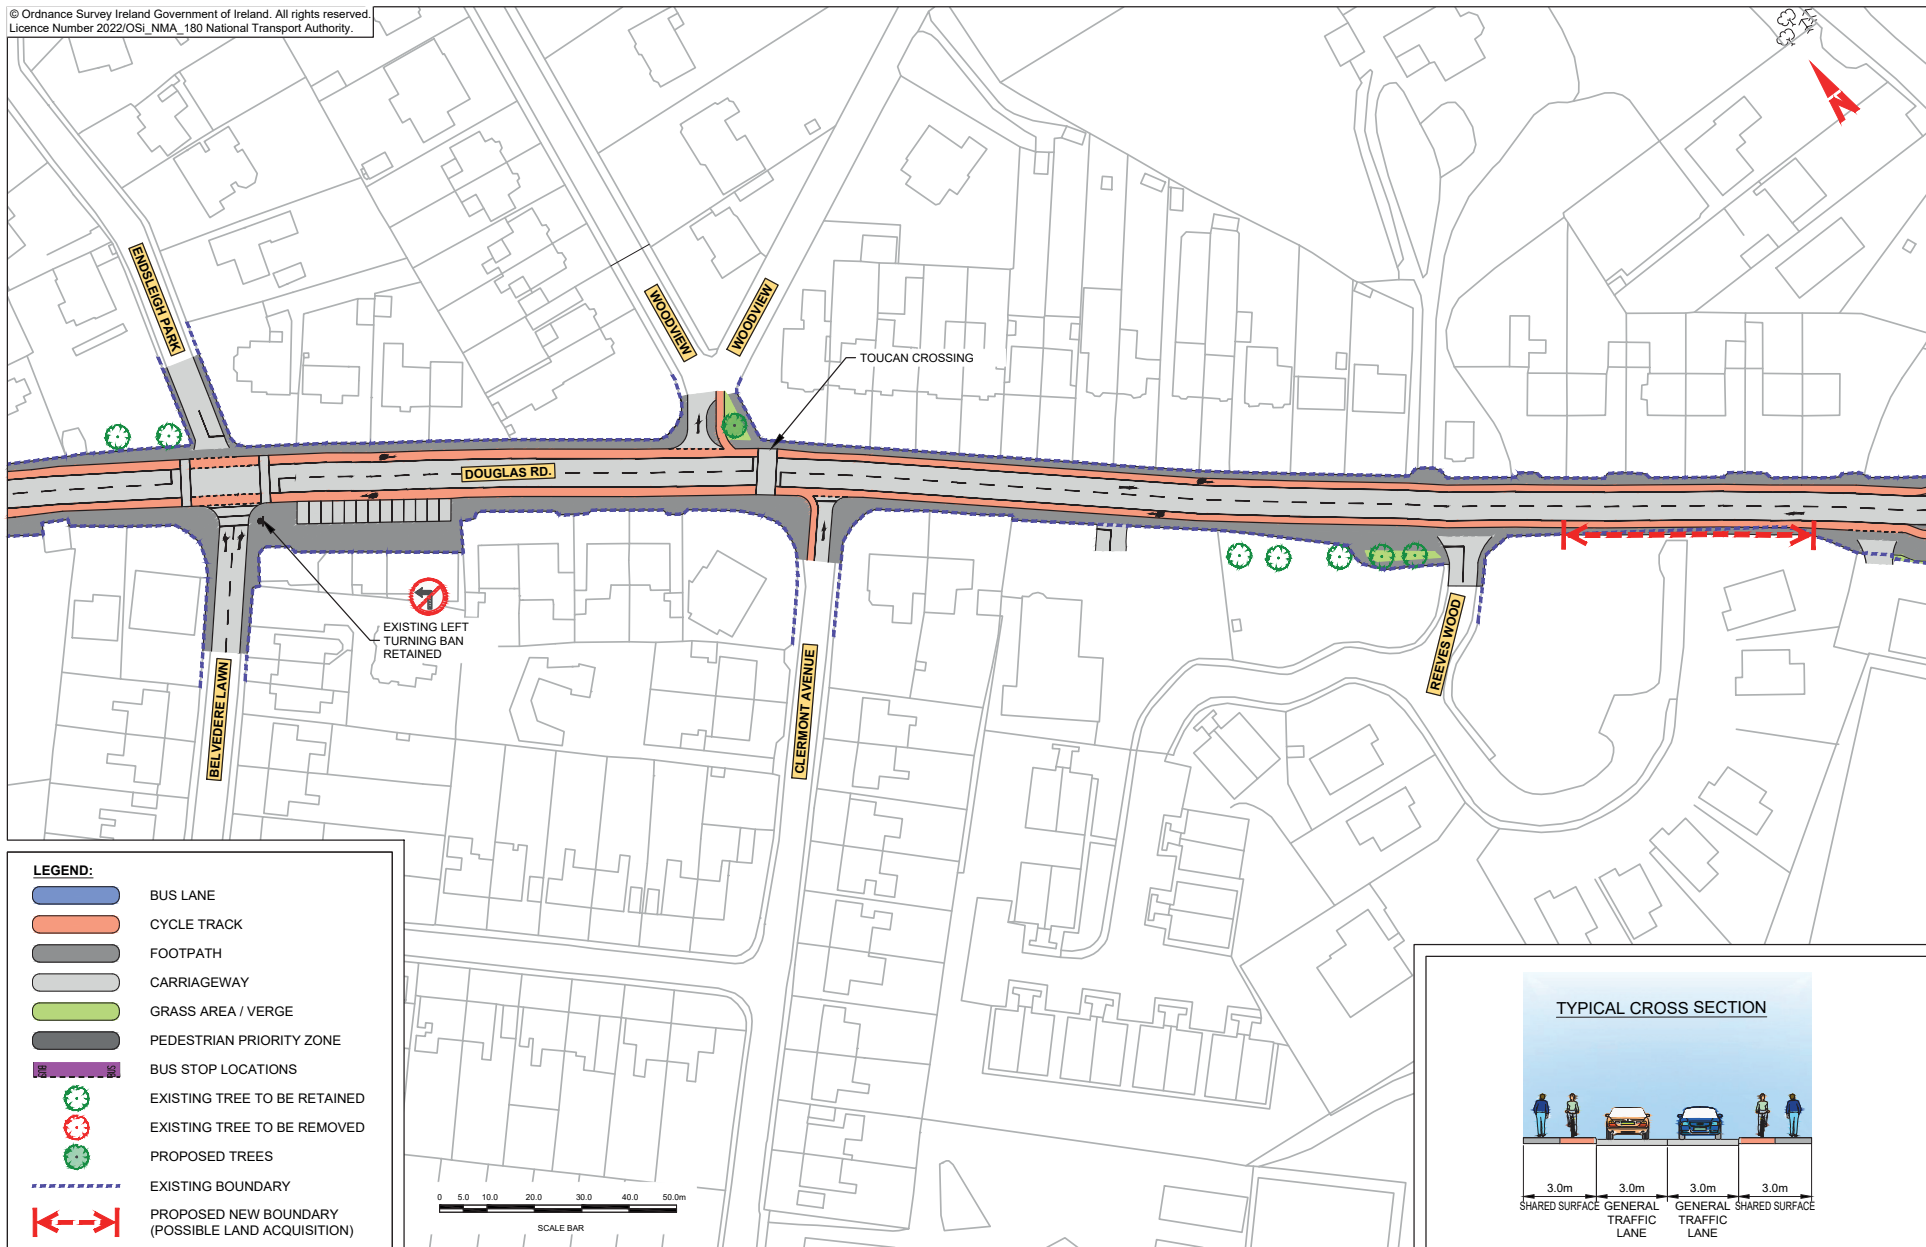 © Ordnance Survey Ireland Government of Ireland. All rights reserved.
Licence Number 2022/OSi_NMA_180 National Transport Authority.
ENDSLEIGH PARK
WOODVIEW
WOODVIEW
TOUCAN CROSSING
DOUGLAS RD.
EXISTING LEFT
TURNING BAN
RETAINED
BELVEDERE LAWN
CLERMONT AVENUE
REEVES WOOD
LEGEND:
BUS LANE
CYCLE TRACK
FOOTPATH
CARRIAGEWAY
GRASS AREA / VERGE
PEDESTRIAN PRIORITY ZONE
BUS BUS
BUS STOP LOCATIONS
EXISTING TREE TO BE RETAINED
EXISTING TREE TO BE REMOVED
PROPOSED TREES
EXISTING BOUNDARY
PROPOSED NEW BOUNDARY
(POSSIBLE LAND ACQUISITION)
0 5.0 10.0 20.0 30.0 40.0 50.0m
SCALE BAR
TYPICAL CROSS SECTION
3.0m 3.0m 3.0m 3.0m
SHARED SURFACE GENERAL TRAFFIC LANE GENERAL TRAFFIC LANE SHARED SURFACE
N